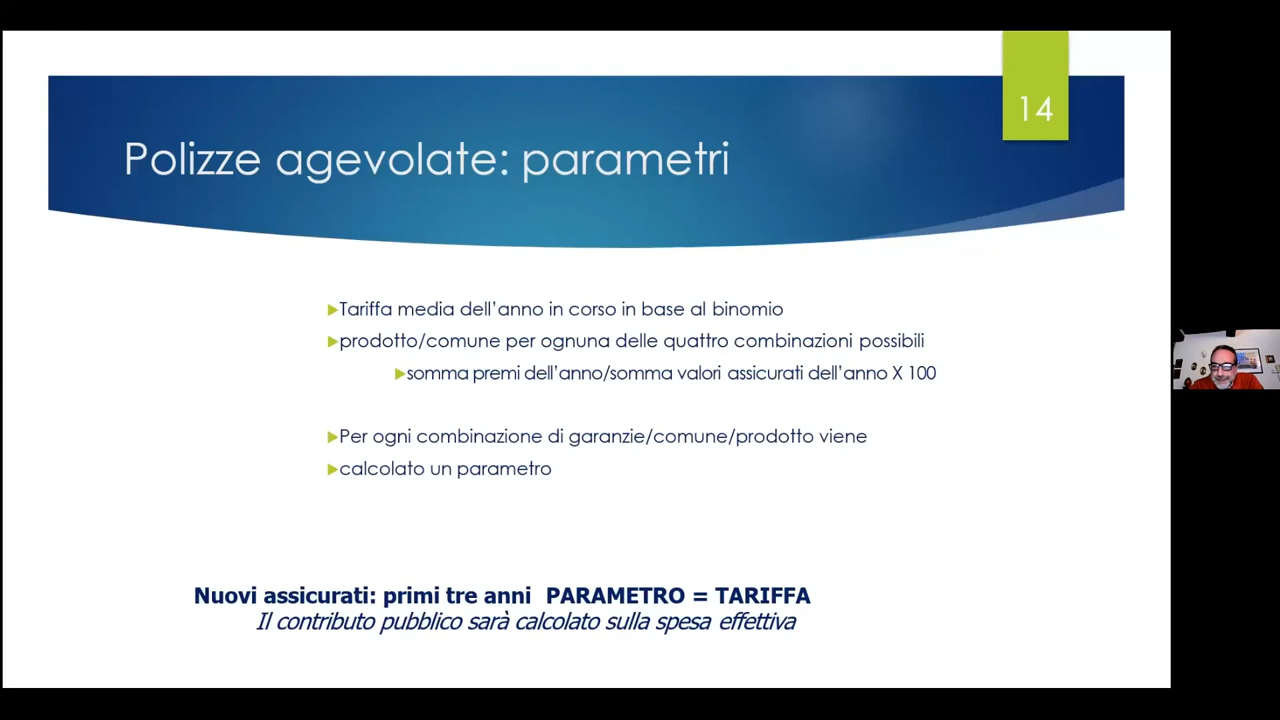 14
Polizze agevolate: parametri
Tariffa media dell’anno in corso in base al binomio
prodotto/comune per ognuna delle quattro combinazioni possibili
somma premi dell’anno/somma valori assicurati dell’anno X 100
Per ogni combinazione di garanzie/comune/prodotto viene
calcolato un parametro
Nuovi assicurati: primi tre anni PARAMETRO = TARIFFA
Il contributo pubblico sarà calcolato sulla spesa effettiva